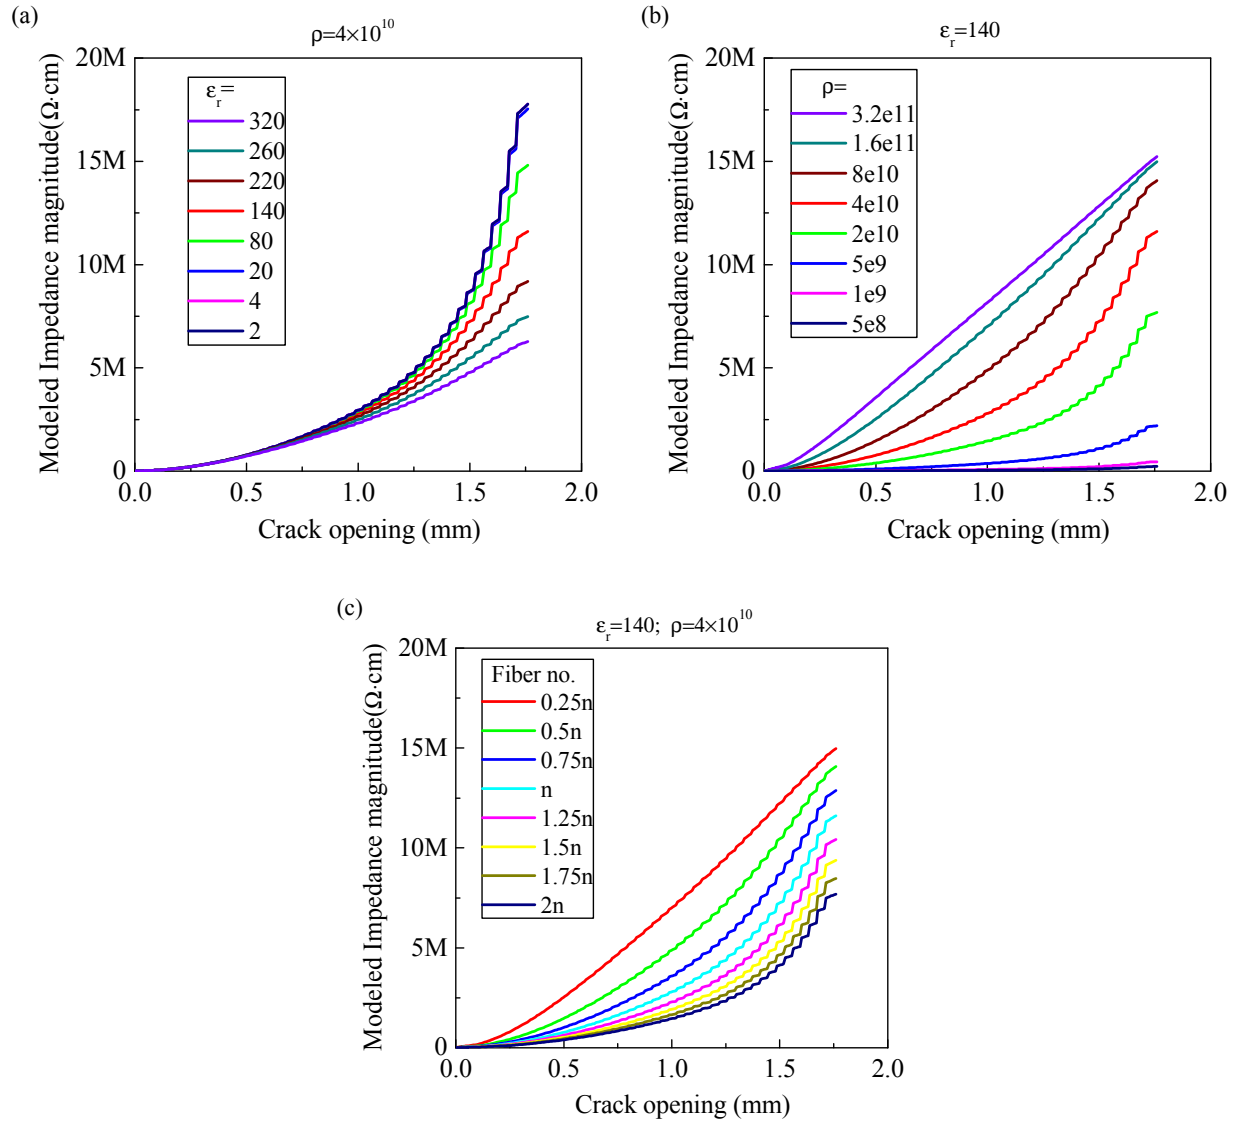 (a)
ρ=4×10¹⁰
20M
15M
10M
5M
0
Modeled Impedance magnitude(Ω·cm)
εᵣ=
320
260
220
140
80
20
4
2
0.0 0.5 1.0 1.5 2.0
Crack opening (mm)
(b)
εᵣ=140
20M
15M
10M
5M
0
Modeled Impedance magnitude(Ω·cm)
ρ=
3.2e11
1.6e11
8e10
4e10
2e10
5e9
1e9
5e8
0.0 0.5 1.0 1.5 2.0
Crack opening (mm)
(c)
εᵣ=140; ρ=4×10¹⁰
20M
15M
10M
5M
0
Modeled Impedance magnitude(Ω·cm)
Fiber no.
0.25n
0.5n
0.75n
n
1.25n
1.5n
1.75n
2n
0.0 0.5 1.0 1.5 2.0
Crack opening (mm)